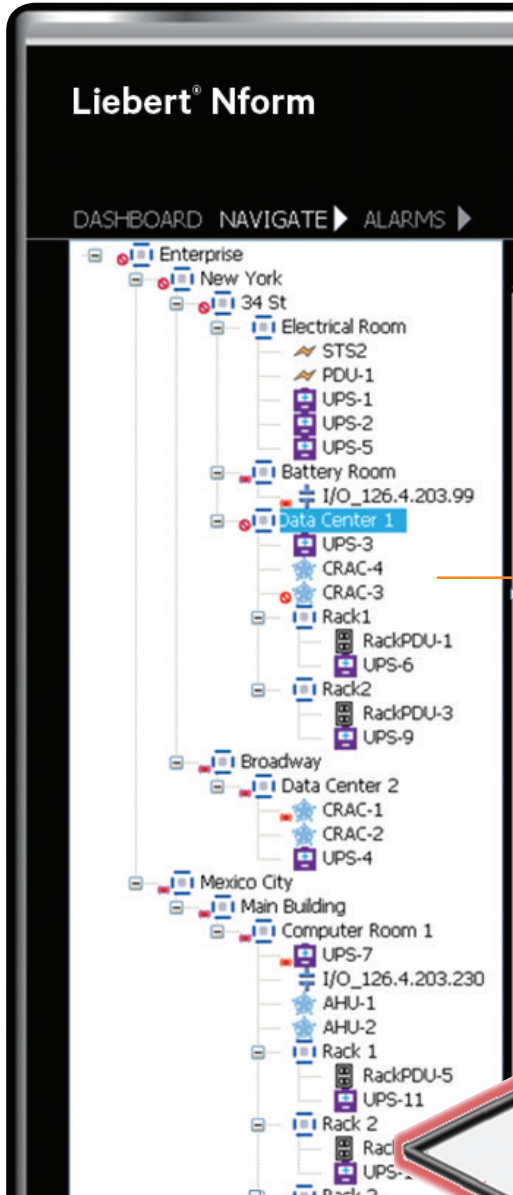 Liebert® Nform
DASHBOARD NAVIGATE ALARMS
Enterprise
New York
34 St
Electrical Room
STS2
PDU-1
UPS-1
UPS-2
UPS-5
Battery Room
I/O_126.4.203.99
Data Center 1
UPS-3
CRAC-4
CRAC-3
Rack1
RackPDU-1
UPS-6
Rack2
RackPDU-3
UPS-9
Broadway
Data Center 2
CRAC-1
CRAC-2
UPS-4
Mexico City
Main Building
Computer Room 1
UPS-7
I/O_126.4.203.230
AHU-1
AHU-2
Rack 1
RackPDU-5
UPS-11
Rack 2